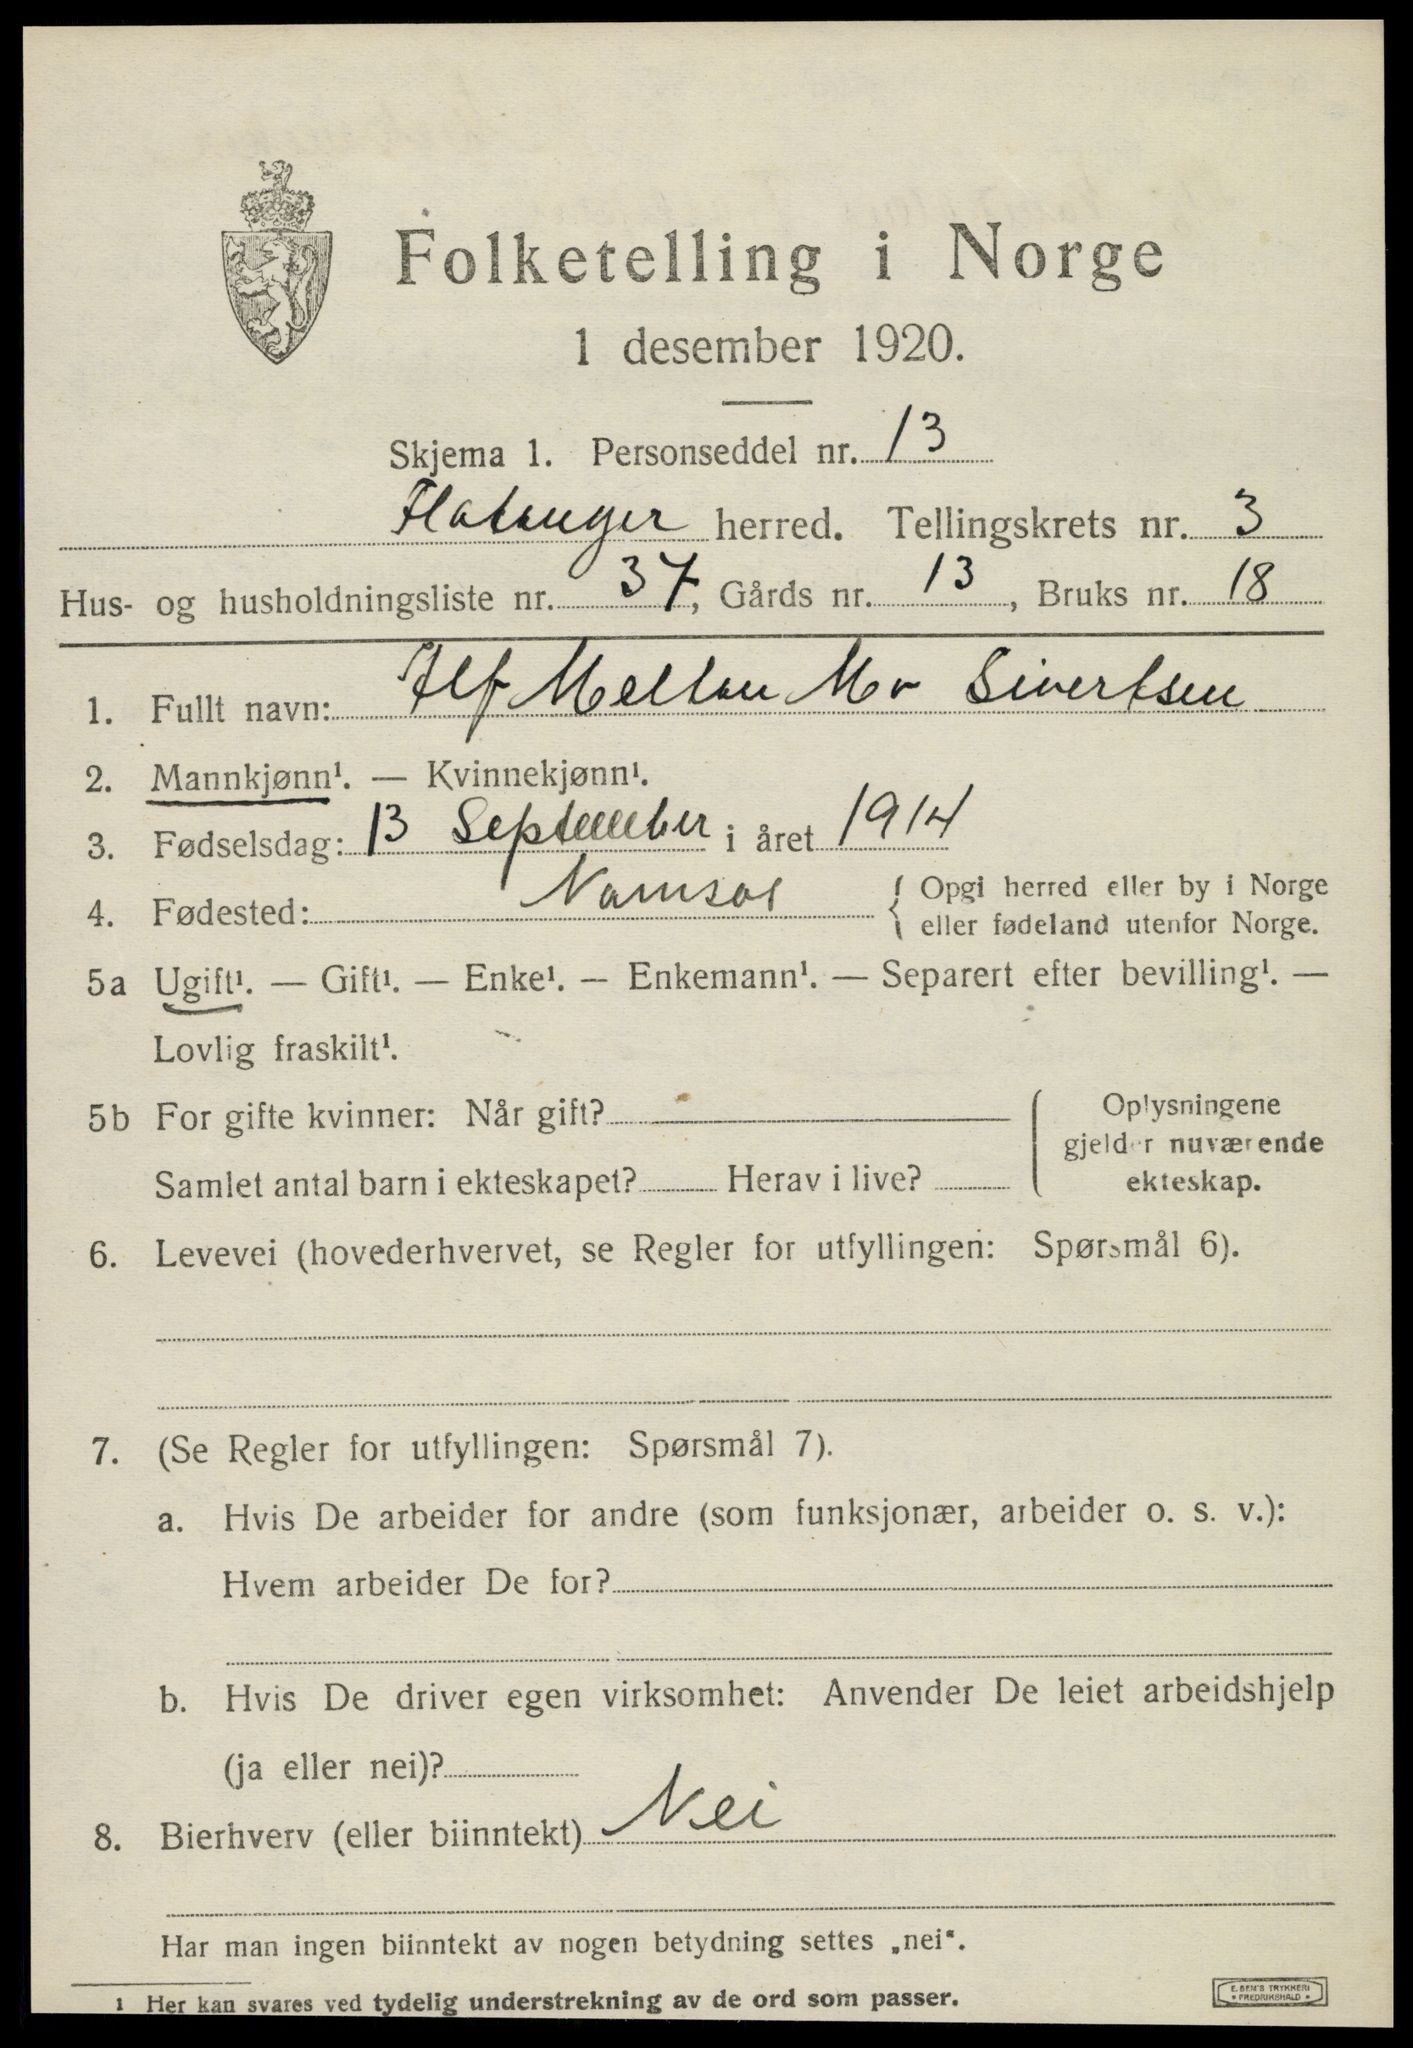 Folketelling i Norge
1 desember 1920.
Skjema 1. Personseddel nr. 13
Flatanger herred. Tellingskrets nr. 3
Hus- og husholdningsliste nr. 37, Gårds nr. 13, Bruks nr. 18
1. Fullt navn: Alf Sivertsen
2. Mannkjønn¹. — Kvinnekjønn¹.
3. Fødselsdag: 13 September i året 1914
4. Fødested: Namsos { Opgi herred eller by i Norge
eller fødeland utenfor Norge.
5a Ugift¹. — Gift¹. — Enke¹. — Enkemann¹. — Separert efter bevilling¹. —
Lovlig fraskilt¹.
5b For gifte kvinner: Når gift?
Samlet antal barn i ekteskapet? Herav i live?
Oplysningene
gjelder nuværende
ekteskap.
6. Levevei (hovederhvervet, se Regler for utfyllingen: Spørsmål 6).
7. (Se Regler for utfyllingen: Spørsmål 7).
a. Hvis De arbeider for andre (som funksjonær, arbeider o. s. v.):
Hvem arbeider De for?
b. Hvis De driver egen virksomhet: Anvender De leiet arbeidshjelp
(ja eller nei)?
8. Bierhverv (eller biinntekt) Nei
Har man ingen biinntekt av nogen betydning settes „nei“.
1 Her kan svares ved tydelig understrekning av de ord som passer.
E. SEM'S TRYKKERI
• FREDRIKSHALD •